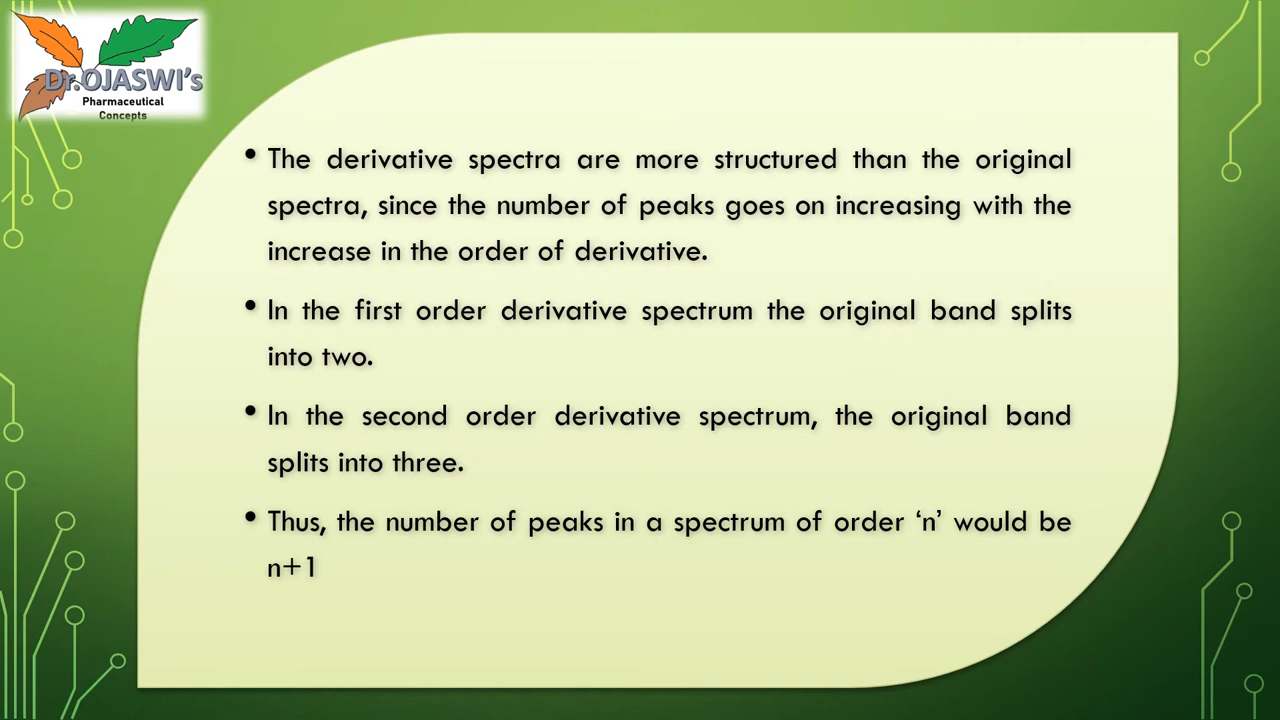 Dr.OJASWI's
Pharmaceutical
Concepts
• The derivative spectra are more structured than the original
spectra, since the number of peaks goes on increasing with the
increase in the order of derivative.
• In the first order derivative spectrum the original band splits
into two.
• In the second order derivative spectrum, the original band
splits into three.
• Thus, the number of peaks in a spectrum of order ‘n’ would be
n+1